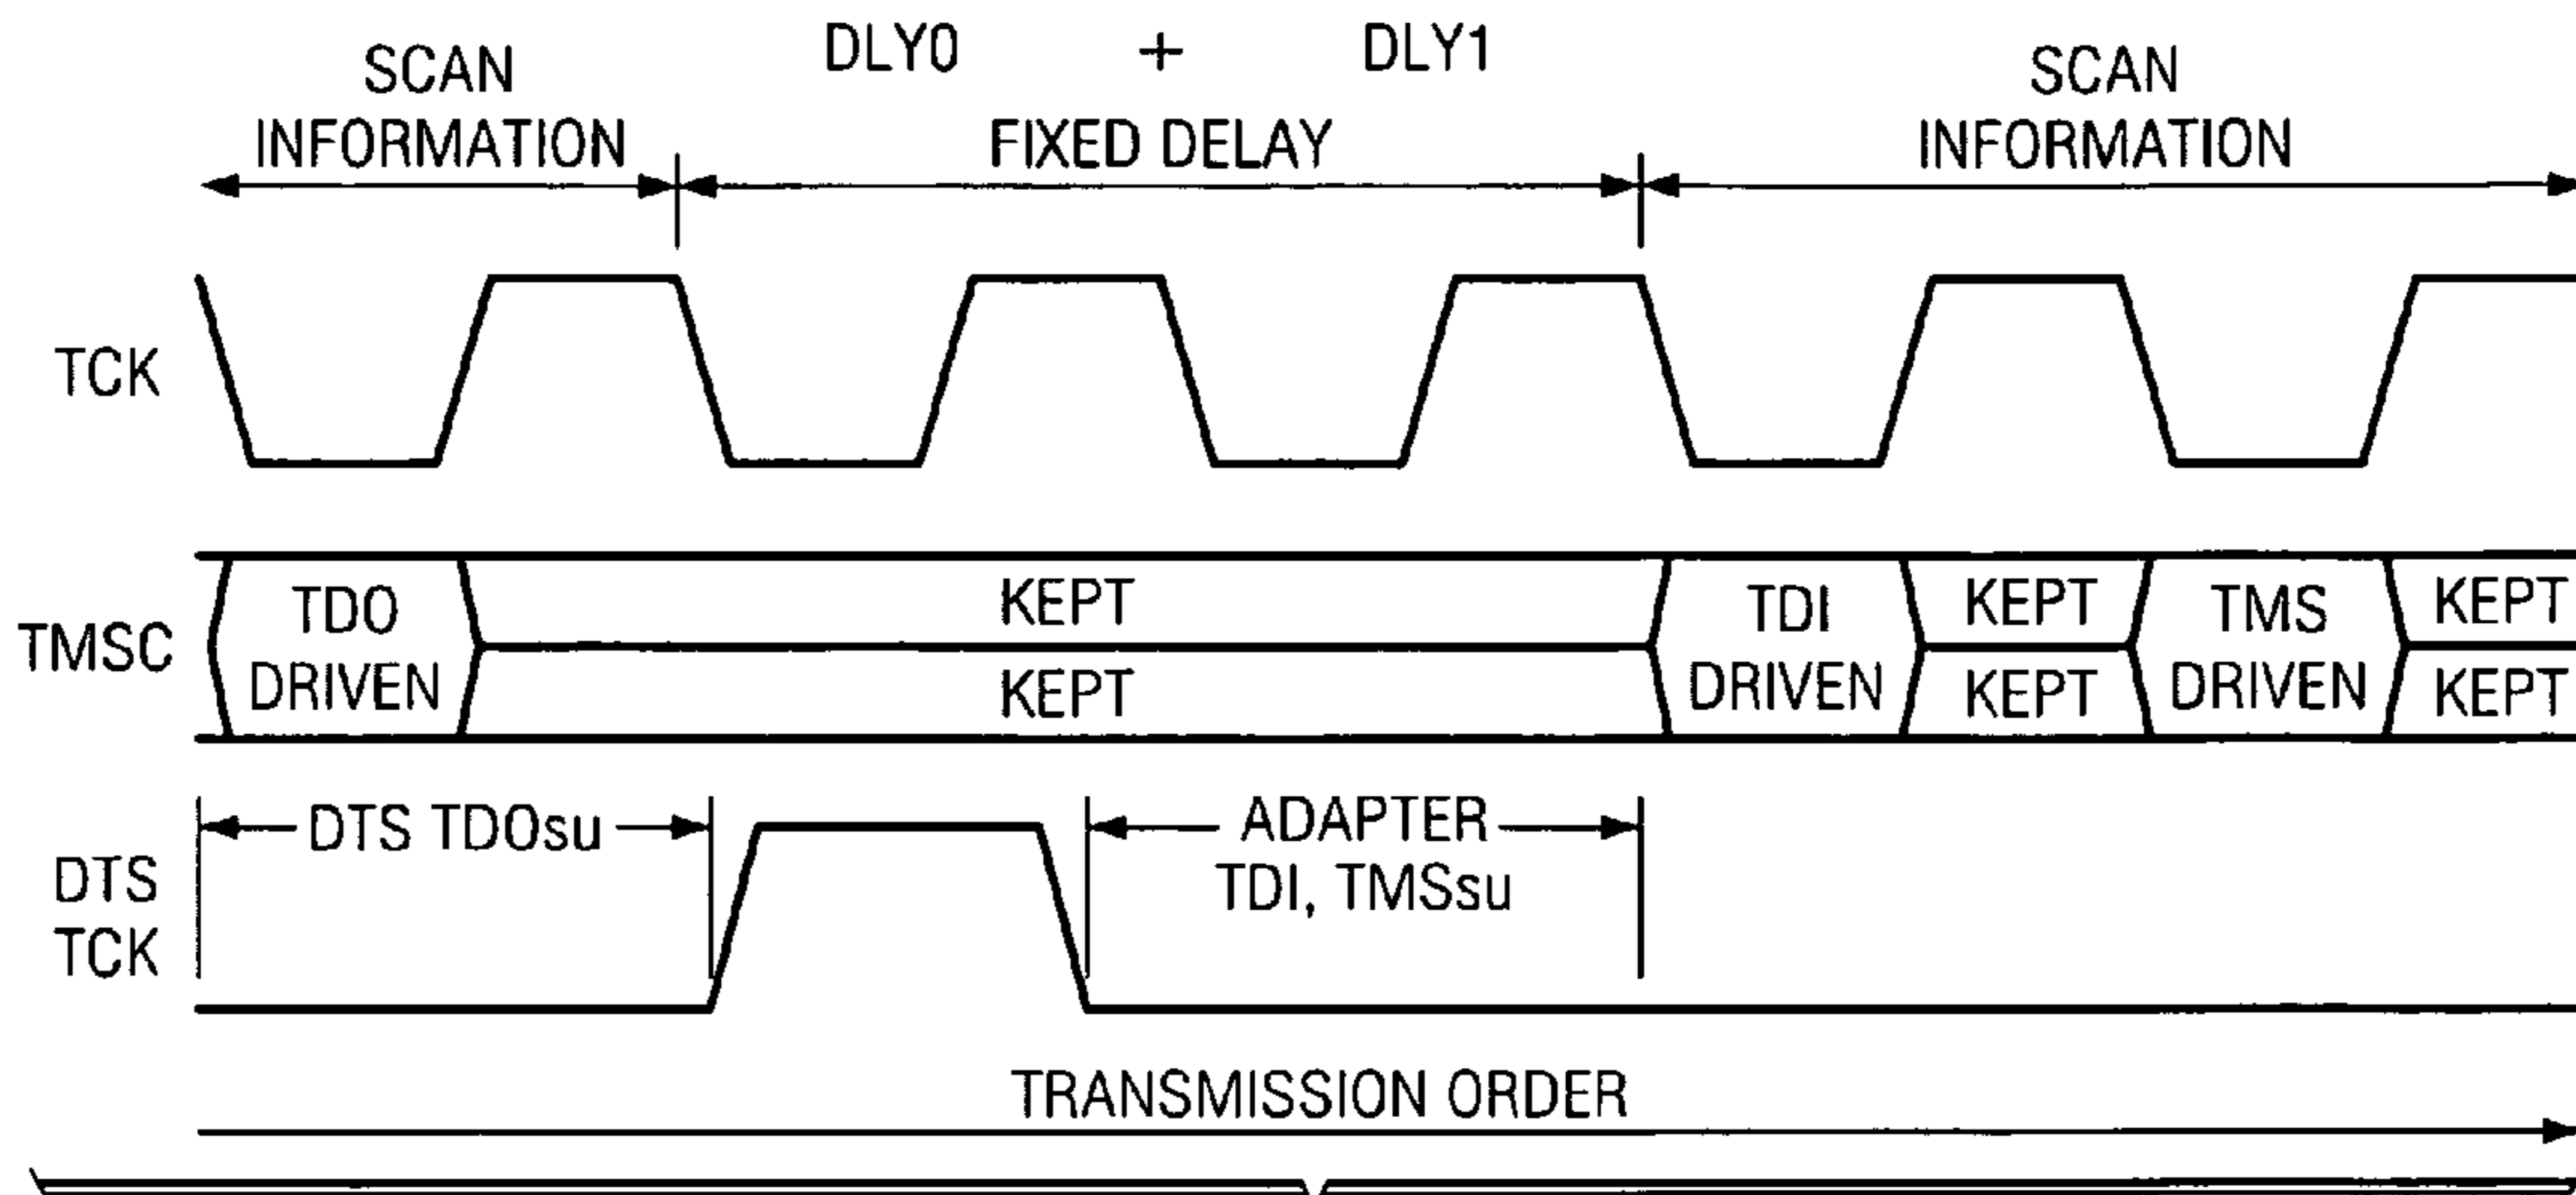 SCAN
INFORMATION
DLY0 + DLY1
FIXED DELAY
SCAN
INFORMATION
TCK
TMSC
TDO
DRIVEN
KEPT
KEPT
TDI
DRIVEN
KEPT
KEPT
TMS
DRIVEN
KEPT
KEPT
DTS
TCK
DTS TDOsu
ADAPTER
TDI, TMSsu
TRANSMISSION ORDER